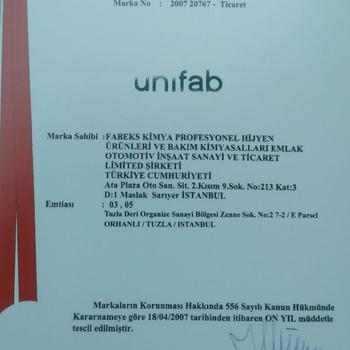 Marka No : 2007 20767 - Ticaret
unifab
Marka Sahibi :FABEKS KİMYA PROFESYONEL HİJYEN
ÜRÜNLERİ VE BAKIM KİMYASALLARI EMLAK
OTOMOTİV İNŞAAT SANAYİ VE TİCARET
LİMİTED ŞİRKETİ
TÜRKİYE CUMHURİYETİ
Ata Plaza Oto San. Sit. 2.Kısım 9.Sok. No:213 Kat:3
D:1 Maslak Sarıyer İSTANBUL
Emtiası : 03 , 05
Tuzla Deri Organize Sanayi Bölgesi Zenne Sok. No:2 7-2 / E Parsel
ORHANLI / TUZLA / ISTANBUL
Markaların Korunması Hakkında 556 Sayılı Kanun Hükmünde
Kararnameye göre 18/04/2007 tarihinden itibaren ON YIL müddetle
tescil edilmiştir.